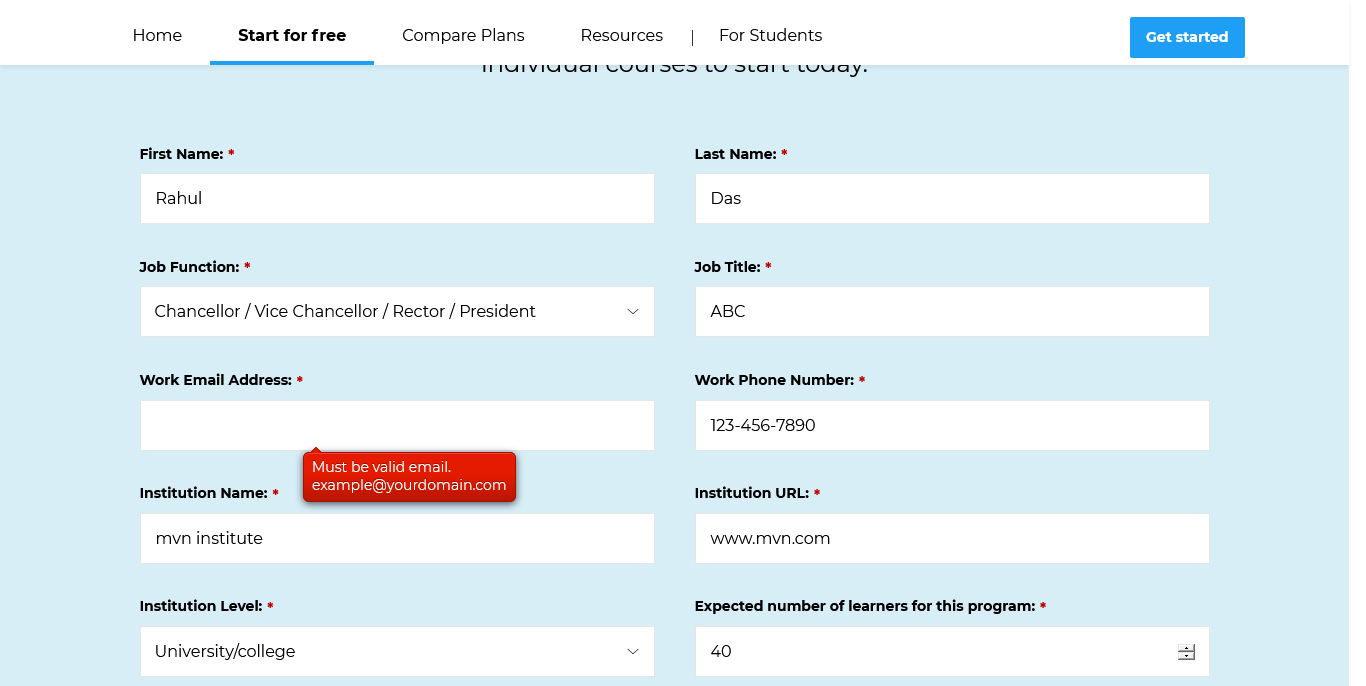 Home Start for free Compare Plans Resources | For Students Get started
individual courses to start today.
First Name: * Last Name: *
Rahul Das
Job Function: * Job Title: *
Chancellor / Vice Chancellor / Rector / President ABC
Work Email Address: * Work Phone Number: *
123-456-7890
Must be valid email.
example@yourdomain.com
Institution Name: * Institution URL: *
mvn institute www.mvn.com
Institution Level: * Expected number of learners for this program: *
University/college 40